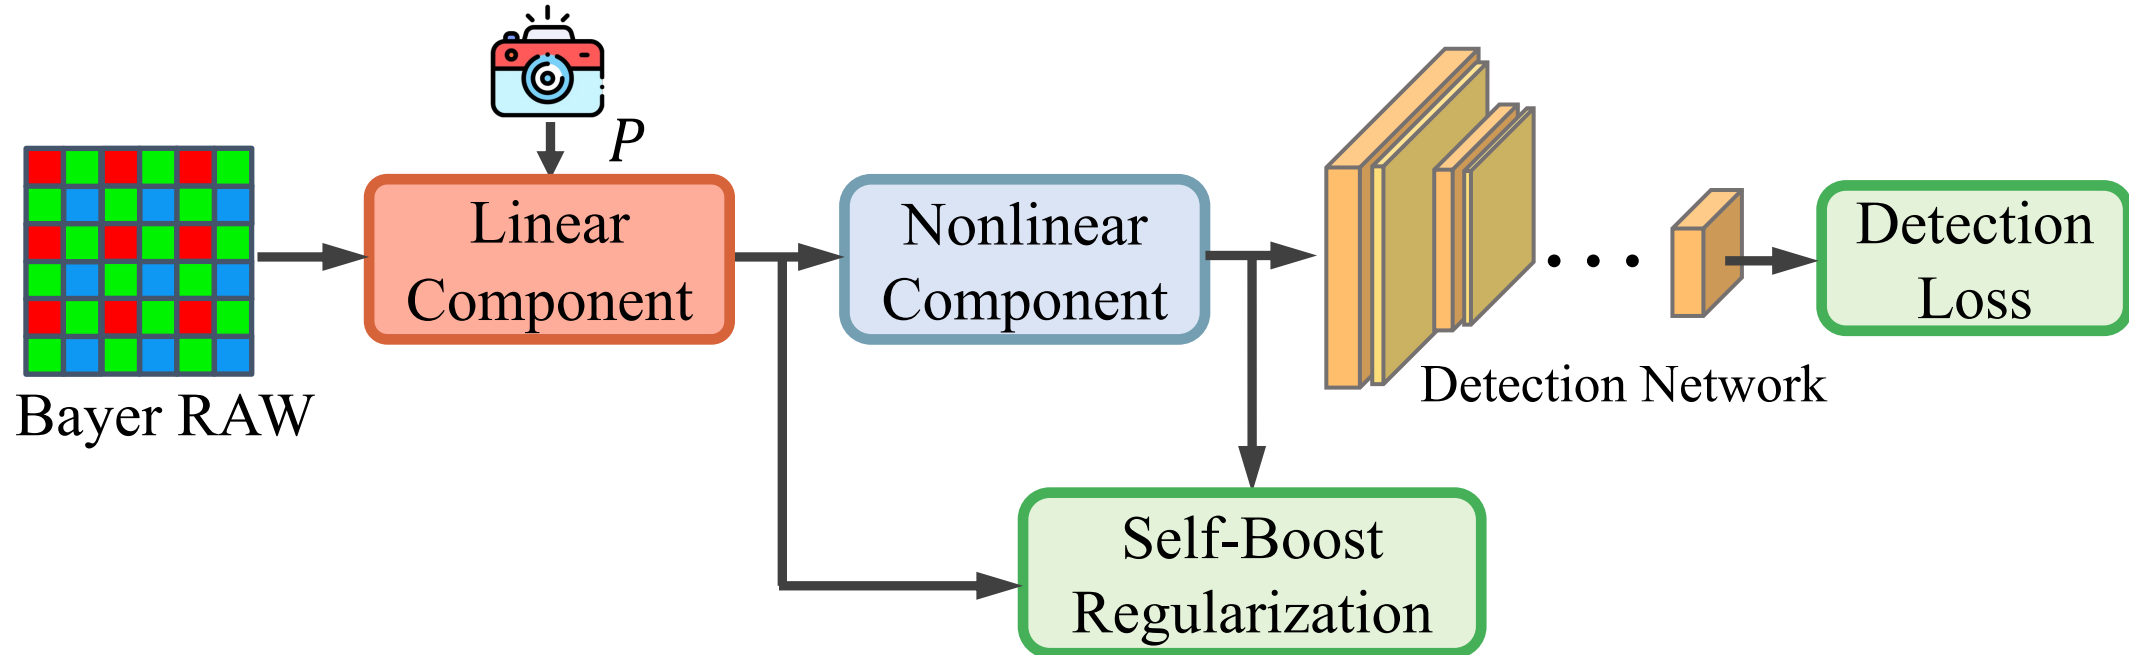 P
Linear
Component
Nonlinear
Component
Detection
Loss
Bayer RAW
Detection Network
Self-Boost
Regularization